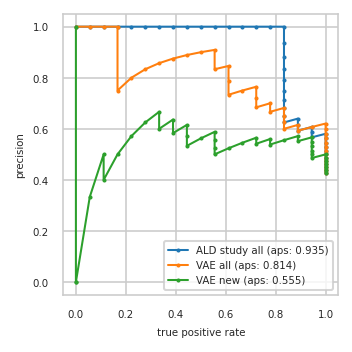 1.0
0.8
0.6
0.4
0.2
0.0
precision
ALD study all (aps: 0.935)
VAE all (aps: 0.814)
VAE new (aps: 0.555)
0.0 0.2 0.4 0.6 0.8 1.0
true positive rate